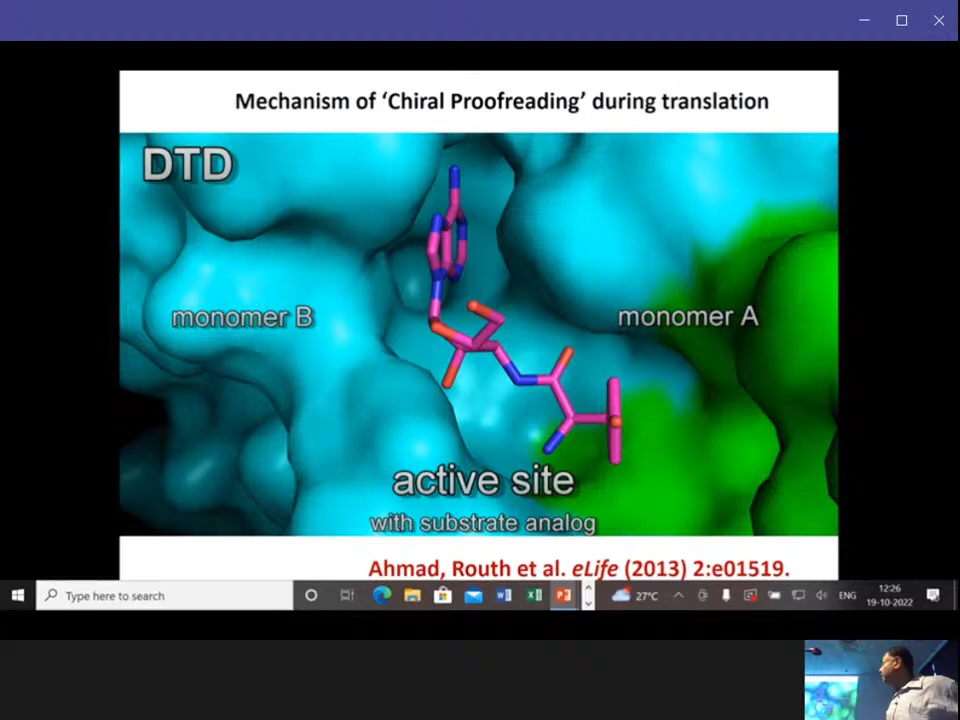 Mechanism of ‘Chiral Proofreading’ during translation
DTD
monomer B
monomer A
active site
with substrate analog
Ahmad, Routh et al. eLife (2013) 2:e01519.
Type here to search
27°C
ENG
12:26
19-10-2022